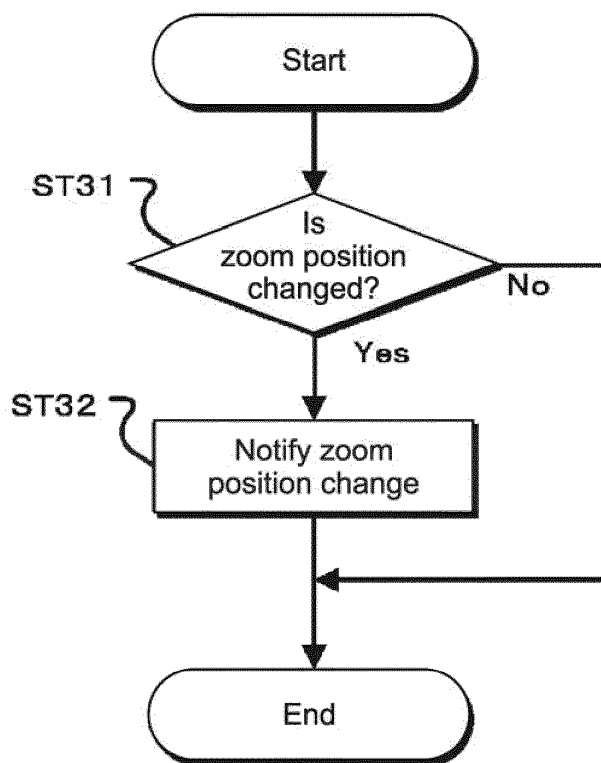 Start
ST31
Is
zoom position
changed?
No
Yes
ST32
Notify zoom
position change
End